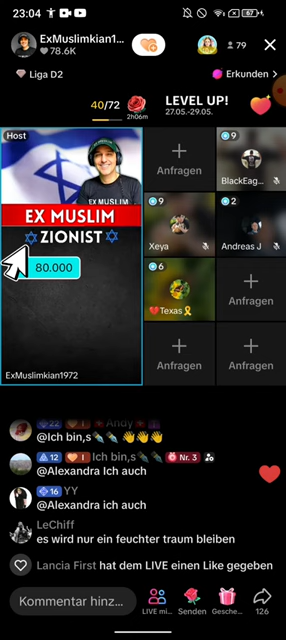 23:04
67
ExMuslimkian1...
78.6K
79
Liga D2
Erkunden >
40/72
2h06m
LEVEL UP!
27.05.-29.05.
Host
EX MUSLIM
EX MUSLIM
ZIONIST
80.000
ExMuslimkian1972
Anfragen
9
BlackEag...
9
Xeya
2
Andreas J
6
Texas
Anfragen
Anfragen
Anfragen
22 Andy
@Ich bin,s
12 Ich bin,s Nr. 3
@Alexandra Ich auch
16 YY
@Alexandra ich auch
LeChiff
es wird nur ein feuchter traum bleiben
Lancia First hat dem LIVE einen Like gegeben
Kommentar hinz...
LIVE mi...
Senden
Gesche...
126